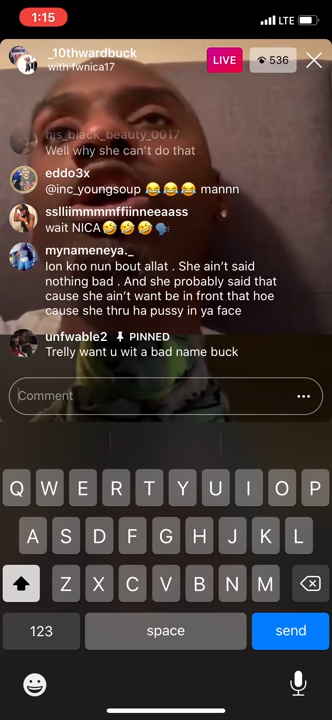 1:15
LTE
_10thwardbuck
with fwnica17
LIVE
536
his_black_beauty_0017
Well why she can't do that
eddo3x
@inc_youngsoup 😂😂😂 mannn
sslliimmmmffiinneeaass
wait NICA🤣🤣🤣🗣️
mynameneya._
Ion kno nun bout allat . She ain't said
nothing bad . And she probably said that
cause she ain't want be in front that hoe
cause she thru ha pussy in ya face
unfwable2 📌 PINNED
Trelly want u wit a bad name buck
Comment
Q W E R T Y U I O P
A S D F G H J K L
Z X C V B N M
123 space send